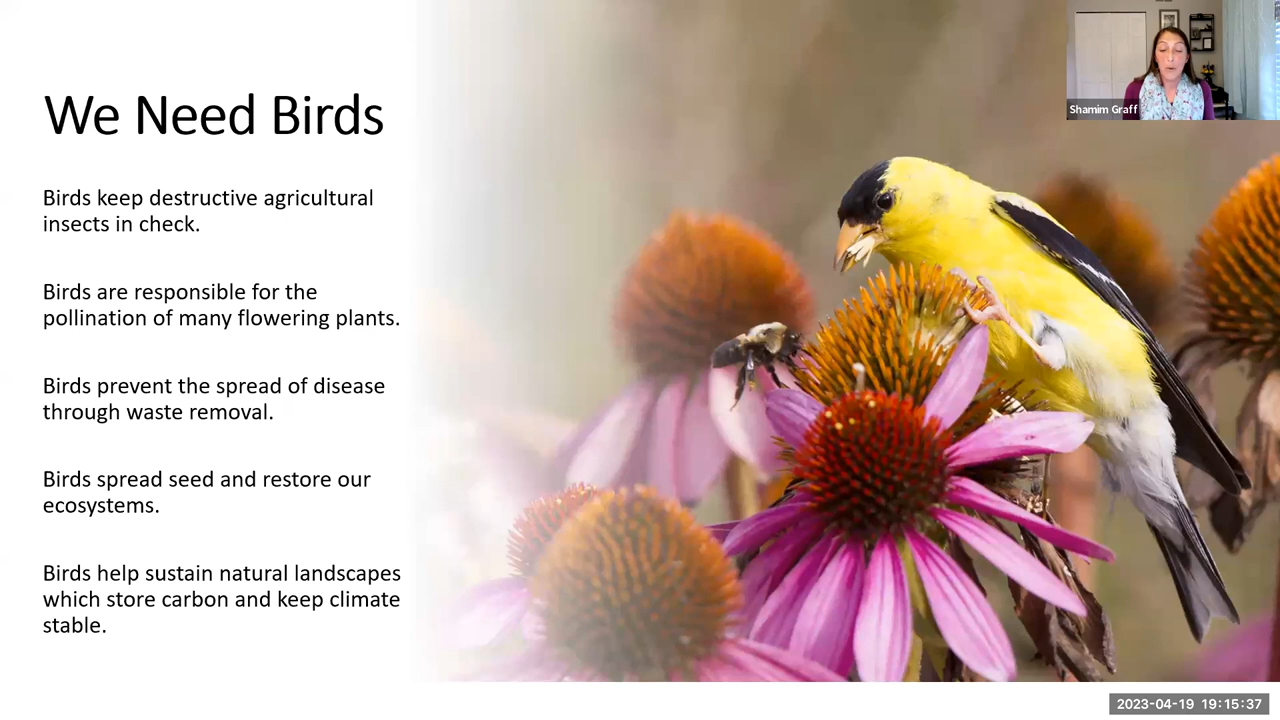 We Need Birds
Birds keep destructive agricultural
insects in check.
Birds are responsible for the
pollination of many flowering plants.
Birds prevent the spread of disease
through waste removal.
Birds spread seed and restore our
ecosystems.
Birds help sustain natural landscapes
which store carbon and keep climate
stable.
Shamim Graff
2023-04-19 19:15:37